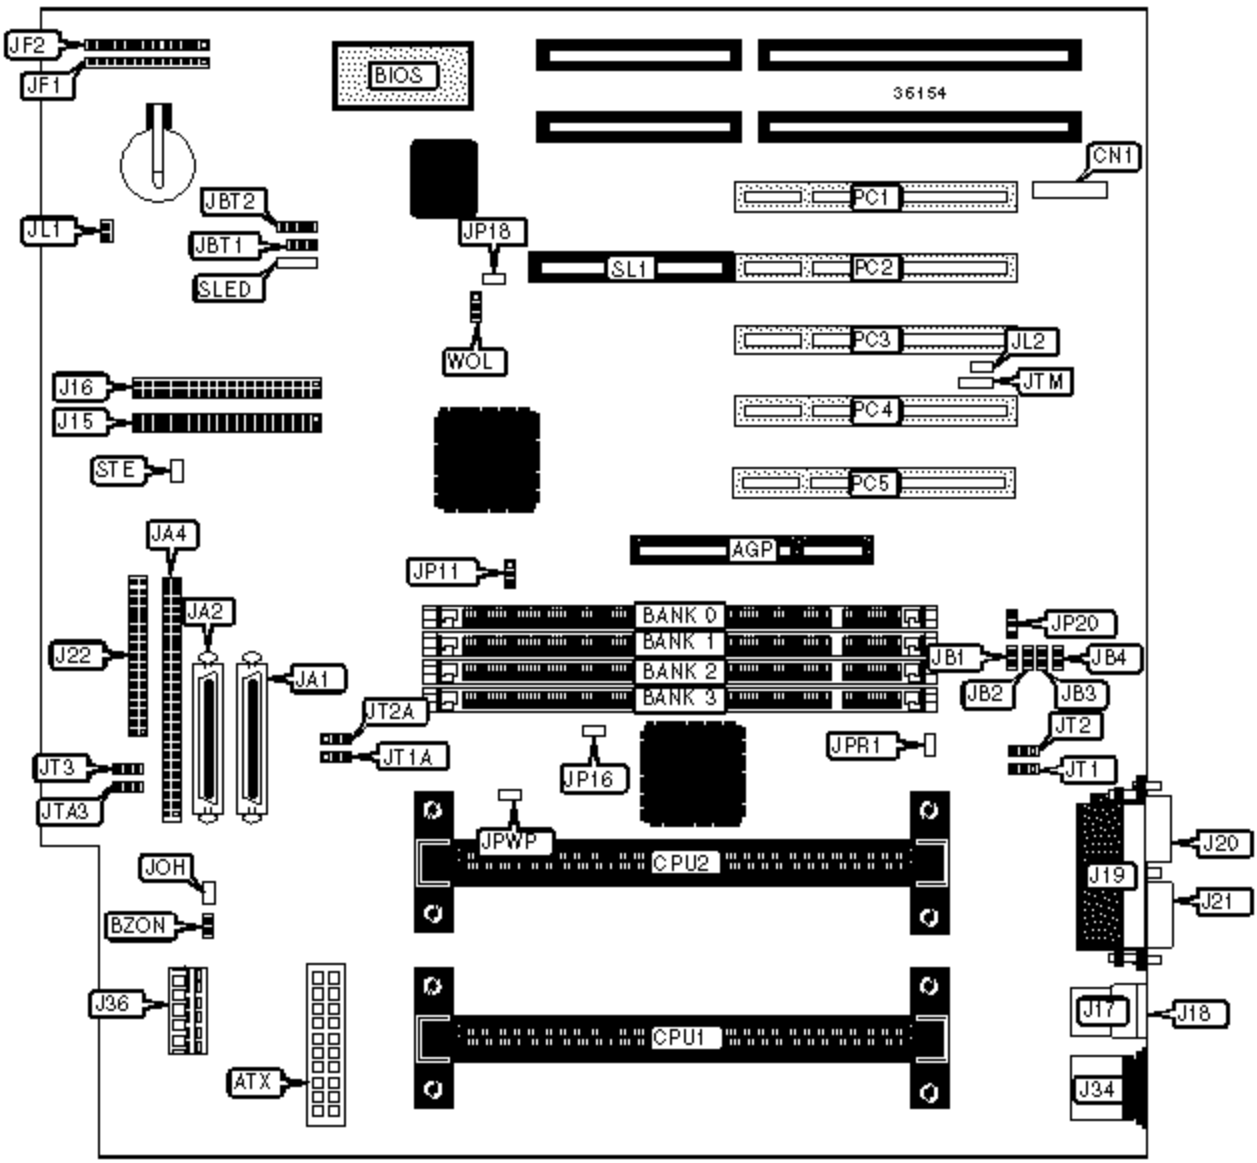 JF2
BIOS
JF1
36154
CN1
JBT2
PC1
JL1
JP18
JBT1
SL1
PC2
SLED
PC3
JL2
WOL
JTM
J16
PC4
J15
STE
PC5
JA4
AGP
JP11
JA2
BANK 0
JP20
BANK 1
J22
JB1
JB4
BANK 2
JA1
JB2
JB3
BANK 3
JT2A
JT2
JPR1
JT1A
JT3
JP16
JT1
JTA3
JPWP
J20
CPU2
JOH
J19
J21
BZON
J36
J17
J18
CPU1
ATX
J34